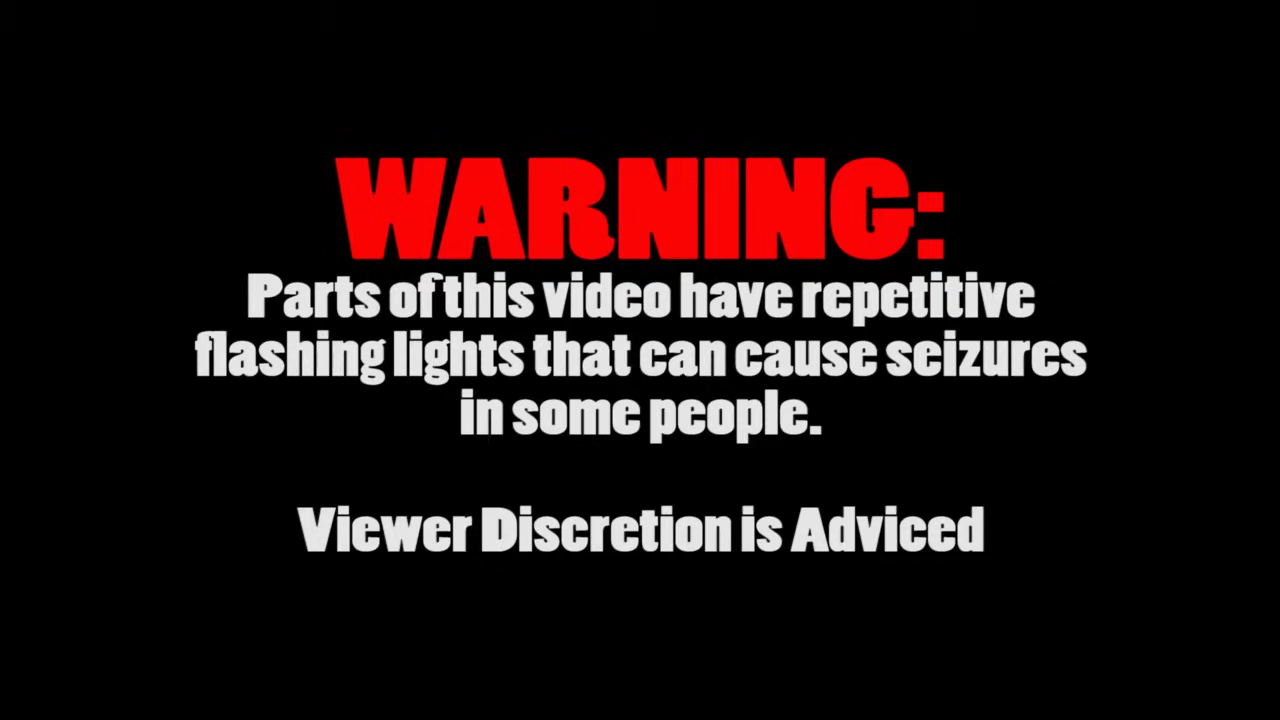 WARNING:
Parts of this video have repetitive
flashing lights that can cause seizures
in some people.
Viewer Discretion is Adviced